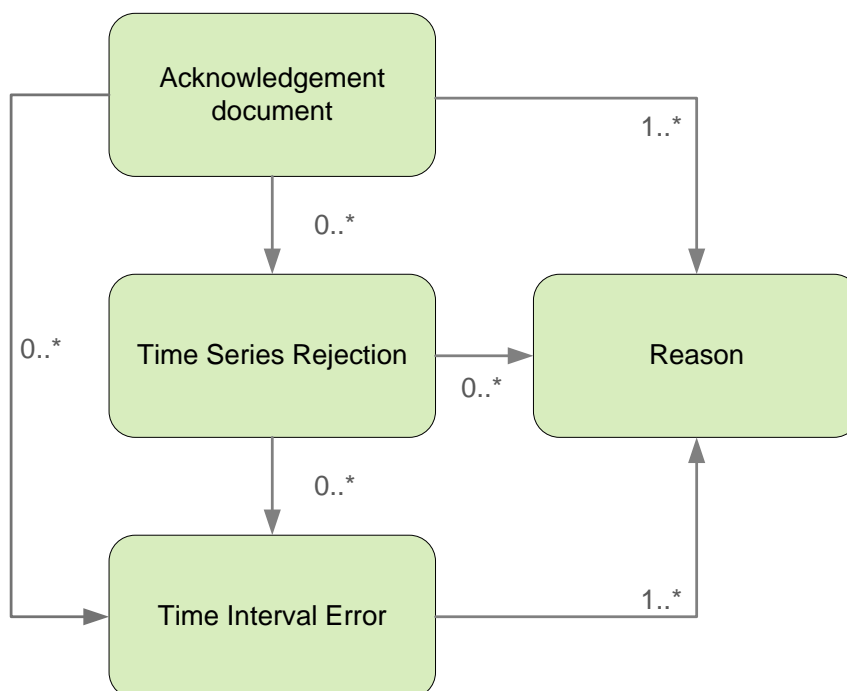 Acknowledgement
document
1..*
0..*
0..*
Time Series Rejection
Reason
0..*
0..*
Time Interval Error
1..*